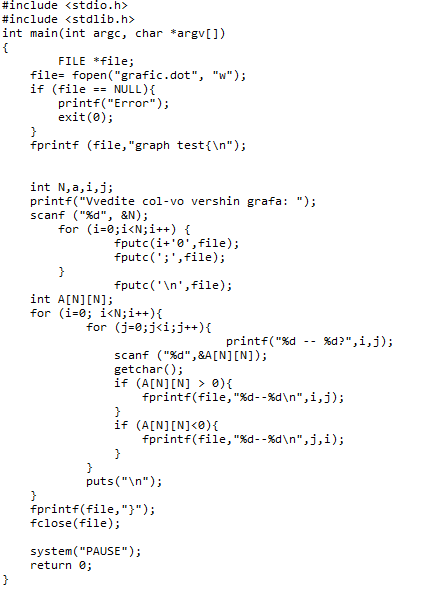 #include <stdio.h>
#include <stdlib.h>
int main(int argc, char *argv[])
{
        FILE *file;
    file= fopen("grafic.dot", "w");
    if (file == NULL){
        printf("Error");
        exit(0);
    }
    fprintf (file,"graph test{\n");


    int N,a,i,j;
    printf("Vvedite col-vo vershin grafa: ");
    scanf ("%d", &N);
        for (i=0;i<N;i++) {
                fputc(i+'0',file);
                fputc(';',file);
        }
                fputc('\n',file);
    int A[N][N];
    for (i=0; i<N;i++){
            for (j=0;j<i;j++){
                                printf("%d -- %d?",i,j);
                scanf ("%d",&A[N][N]);
                getchar();
                if (A[N][N] > 0){
                    fprintf(file,"%d--%d\n",i,j);
                }
                if (A[N][N]<0){
                    fprintf(file,"%d--%d\n",j,i);
                }
            }
            puts("\n");
    }
    fprintf(file,"}");
    fclose(file);

    system("PAUSE");
    return 0;
}